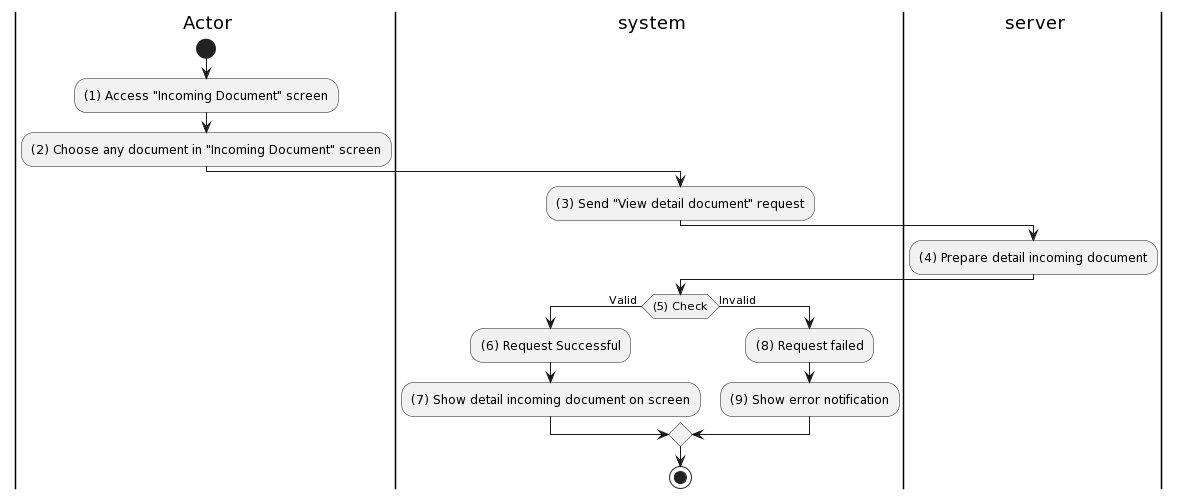 Actor
system
server
(1) Access "Incoming Document" screen
(2) Choose any document in "Incoming Document" screen
(3) Send "View detail document" request
(4) Prepare detail incoming document
Valid
(5) Check
Invalid
(6) Request Successful
(8) Request failed
(7) Show detail incoming document on screen
(9) Show error notification